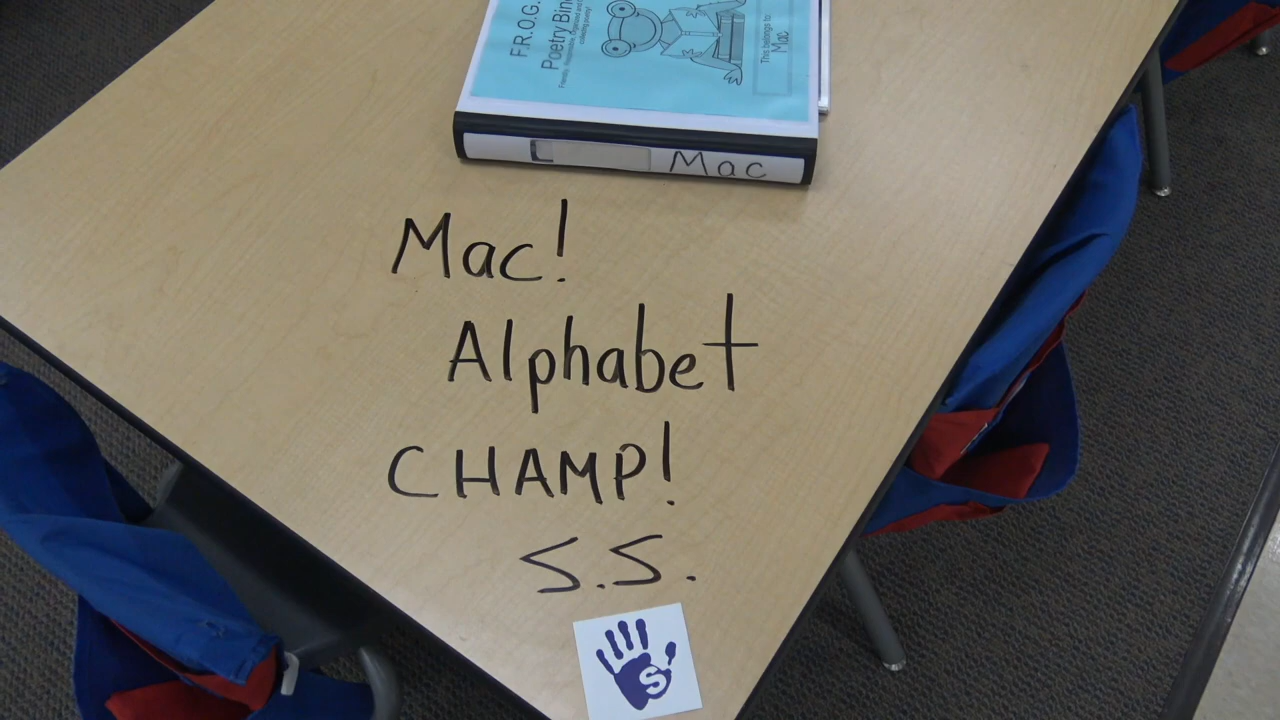 F.R.O.G.
Poetry Bin
This belongs to:
Mac
Mac
Mac!
Alphabet
CHAMP!
S.S.
S